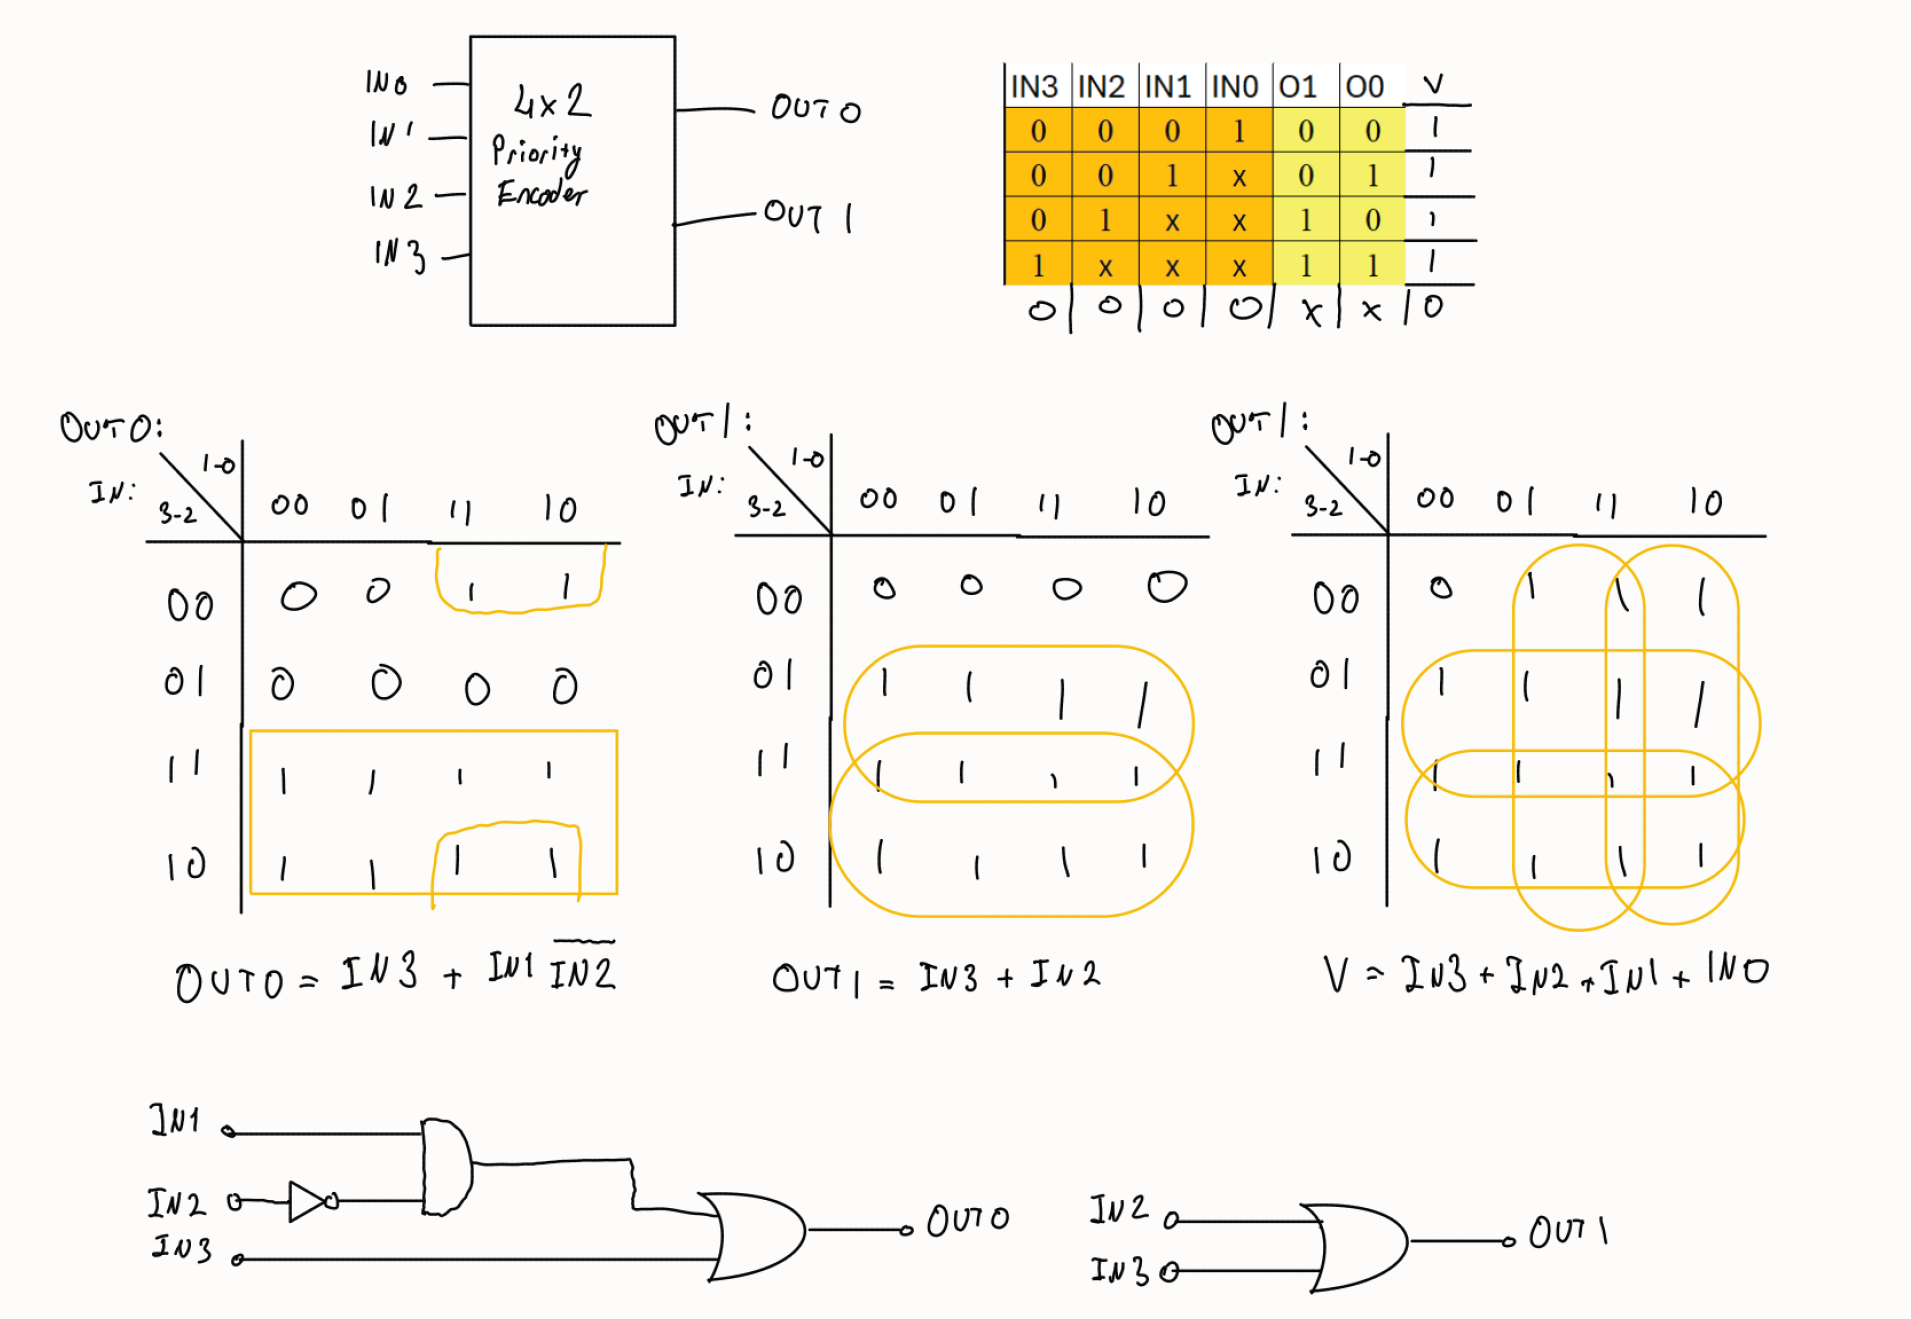 IN0
IN1
IN2
IN3
4x2
Priority
Encoder
OUT0
OUT1
IN3 IN2 IN1 IN0 O1 O0 V
0 0 0 1 0 0 1
0 0 1 x 0 1 1
0 1 x x 1 0 1
1 x x x 1 1 1
0 0 0 0 x x 0
OUT0:
1-0
IN:
3-2
00 01 11 10
00 0 0 1 1
01 0 0 0 0
11 1 1 1 1
10 1 1 1 1
OUT0 = IN3 + IN1 I̅N̅2̅
OUT1:
1-0
IN:
3-2
00 01 11 10
00 0 0 0 0
01 1 1 1 1
11 1 1 1 1
10 1 1 1 1
OUT1 = IN3 + IN2
OUT1:
1-0
IN:
3-2
00 01 11 10
00 0 1 1 1
01 1 1 1 1
11 1 1 1 1
10 1 1 1 1
V = IN3 + IN2 + IN1 + IN0
IN1
IN2
IN3
OUT0
IN2
IN3
OUT1